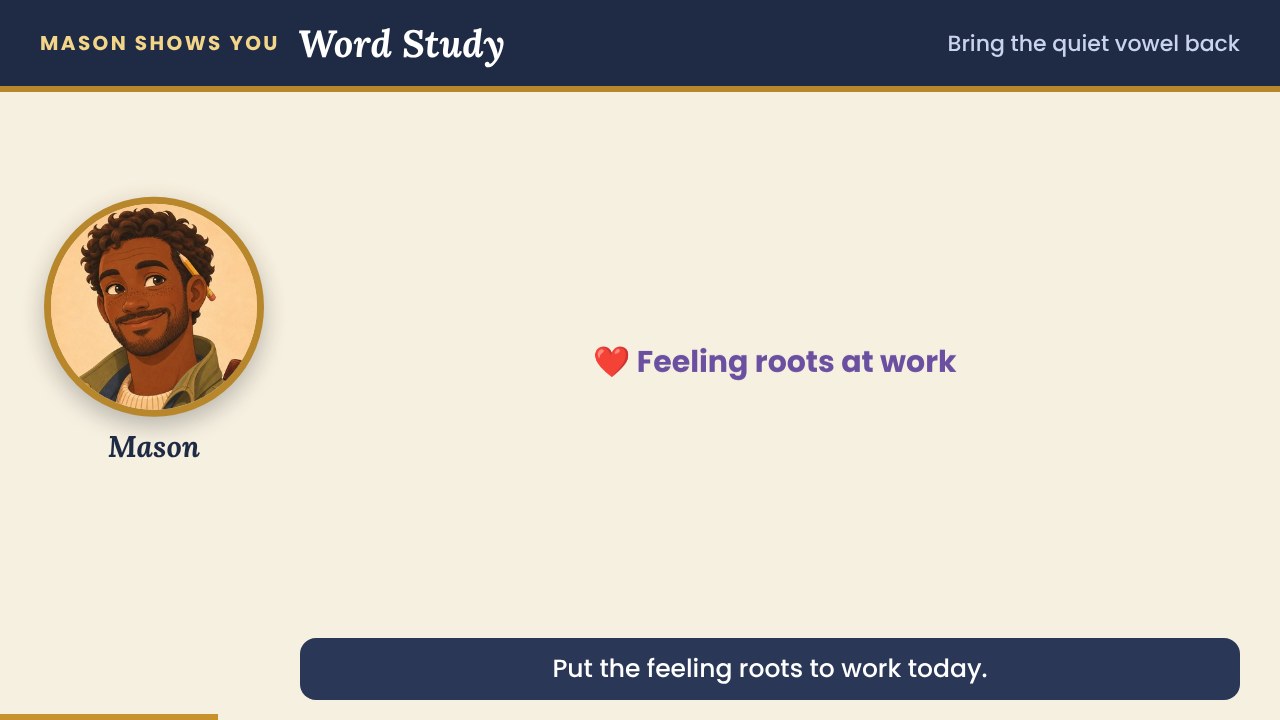 MASON SHOWS YOU Word Study
Bring the quiet vowel back
Mason
❤️ Feeling roots at work
Put the feeling roots to work today.